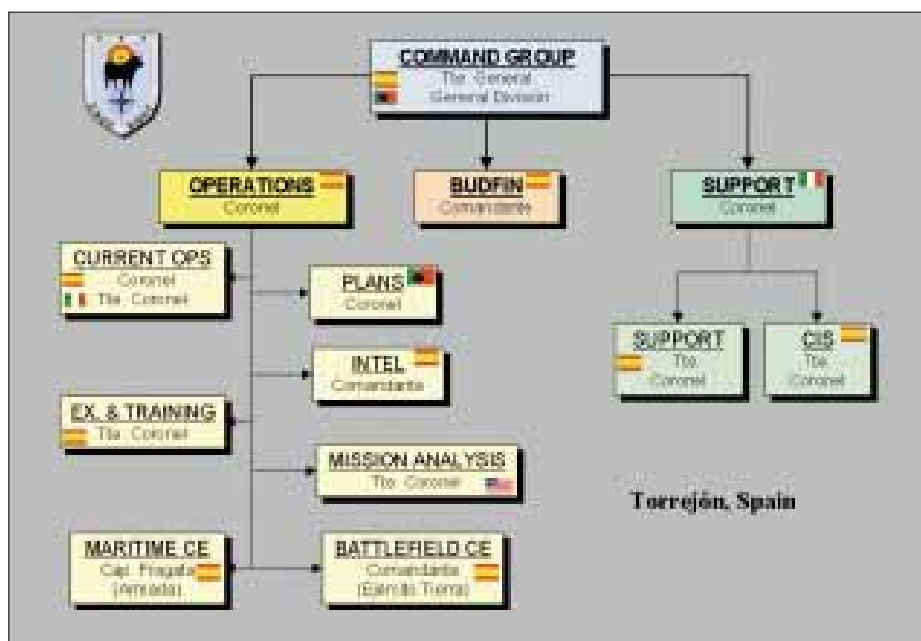 COMMAND GROUP
Tte. General
General División
OPERATIONS
Coronel
BUDFIN
Comandante
SUPPORT
Coronel
CURRENT OPS
Coronel
Tte. Coronel
PLANS
Coronel
INTEL
Comandante
EX. & TRAINING
Tte. Coronel
MISSION ANALYSIS
Tte. Coronel
MARITIME CE
Cap. Fragata
(Armada)
BATTLEFIELD CE
Comandante
(Ejército Tierra)
SUPPORT
Tte.
Coronel
CIS
Tte.
Coronel
Torrejón, Spain